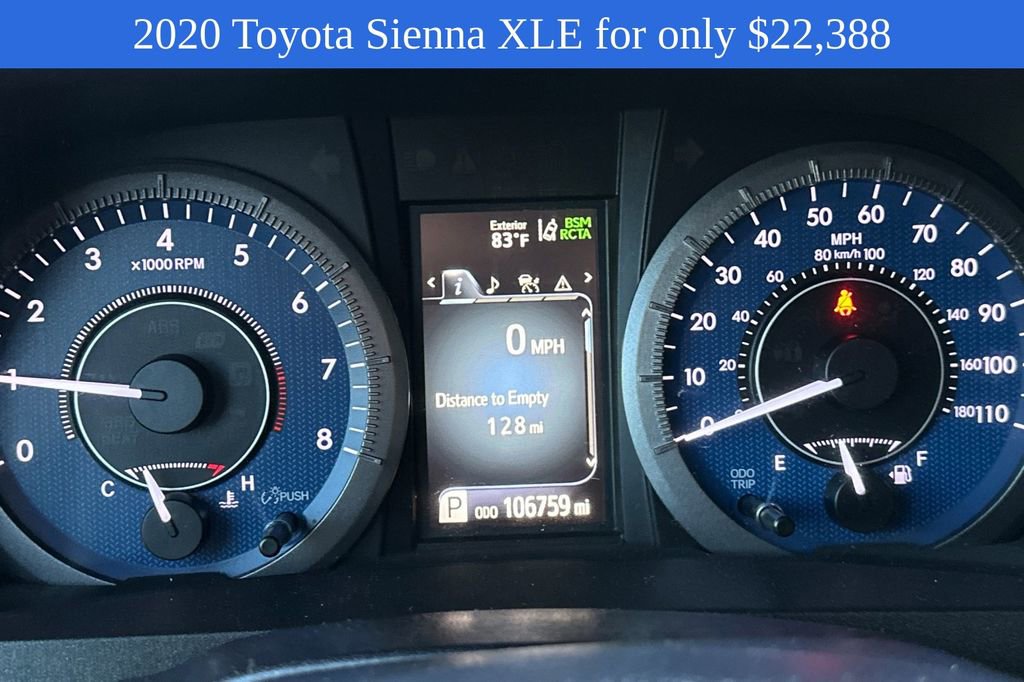 2020 Toyota Sienna XLE for only $22,388
0
1
2
3
4
5
6
7
8
x1000 RPM
C
H
PUSH
Exterior
83°F
BSM
RCTA
i
0 MPH
Distance to Empty
128 mi
P ODO 106759 mi
0
10
20
30
40
50
60
70
80
90
100
110
MPH
80 km/h 100
0
20
40
60
120
140
160
180
E
F
ODO
TRIP